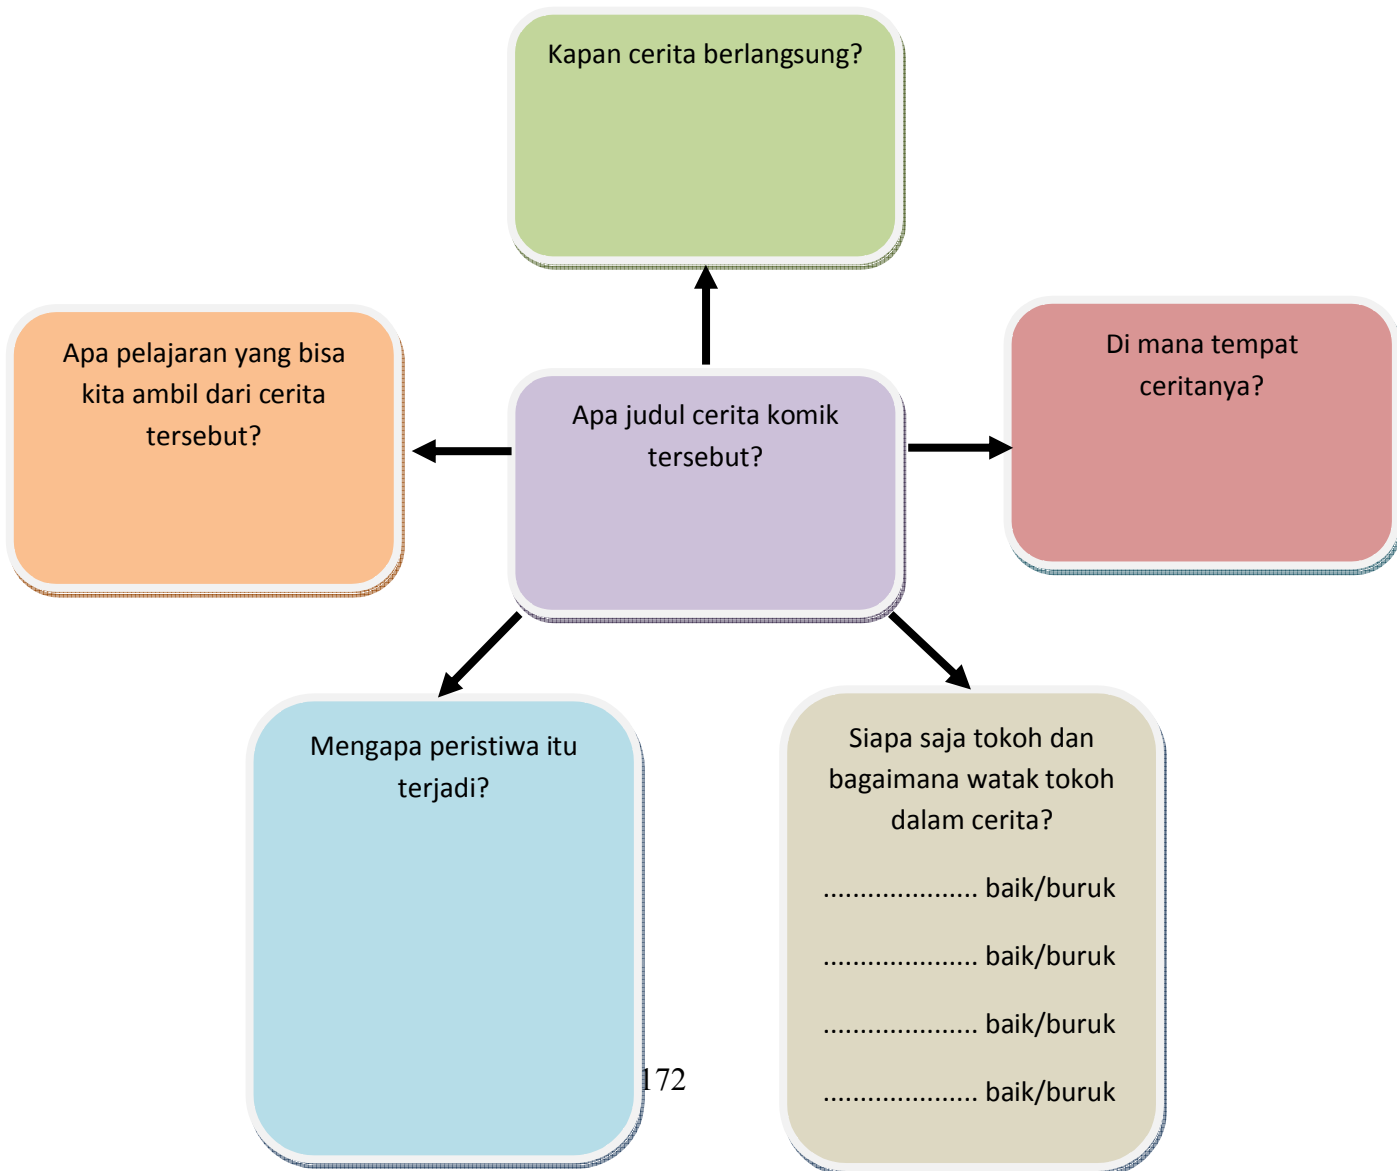 Kapan cerita berlangsung?
Apa pelajaran yang bisa
kita ambil dari cerita
tersebut?
Apa judul cerita komik
tersebut?
Di mana tempat
ceritanya?
Mengapa peristiwa itu
terjadi?
Siapa saja tokoh dan
bagaimana watak tokoh
dalam cerita?
..................... baik/buruk
..................... baik/buruk
..................... baik/buruk
..................... baik/buruk
172